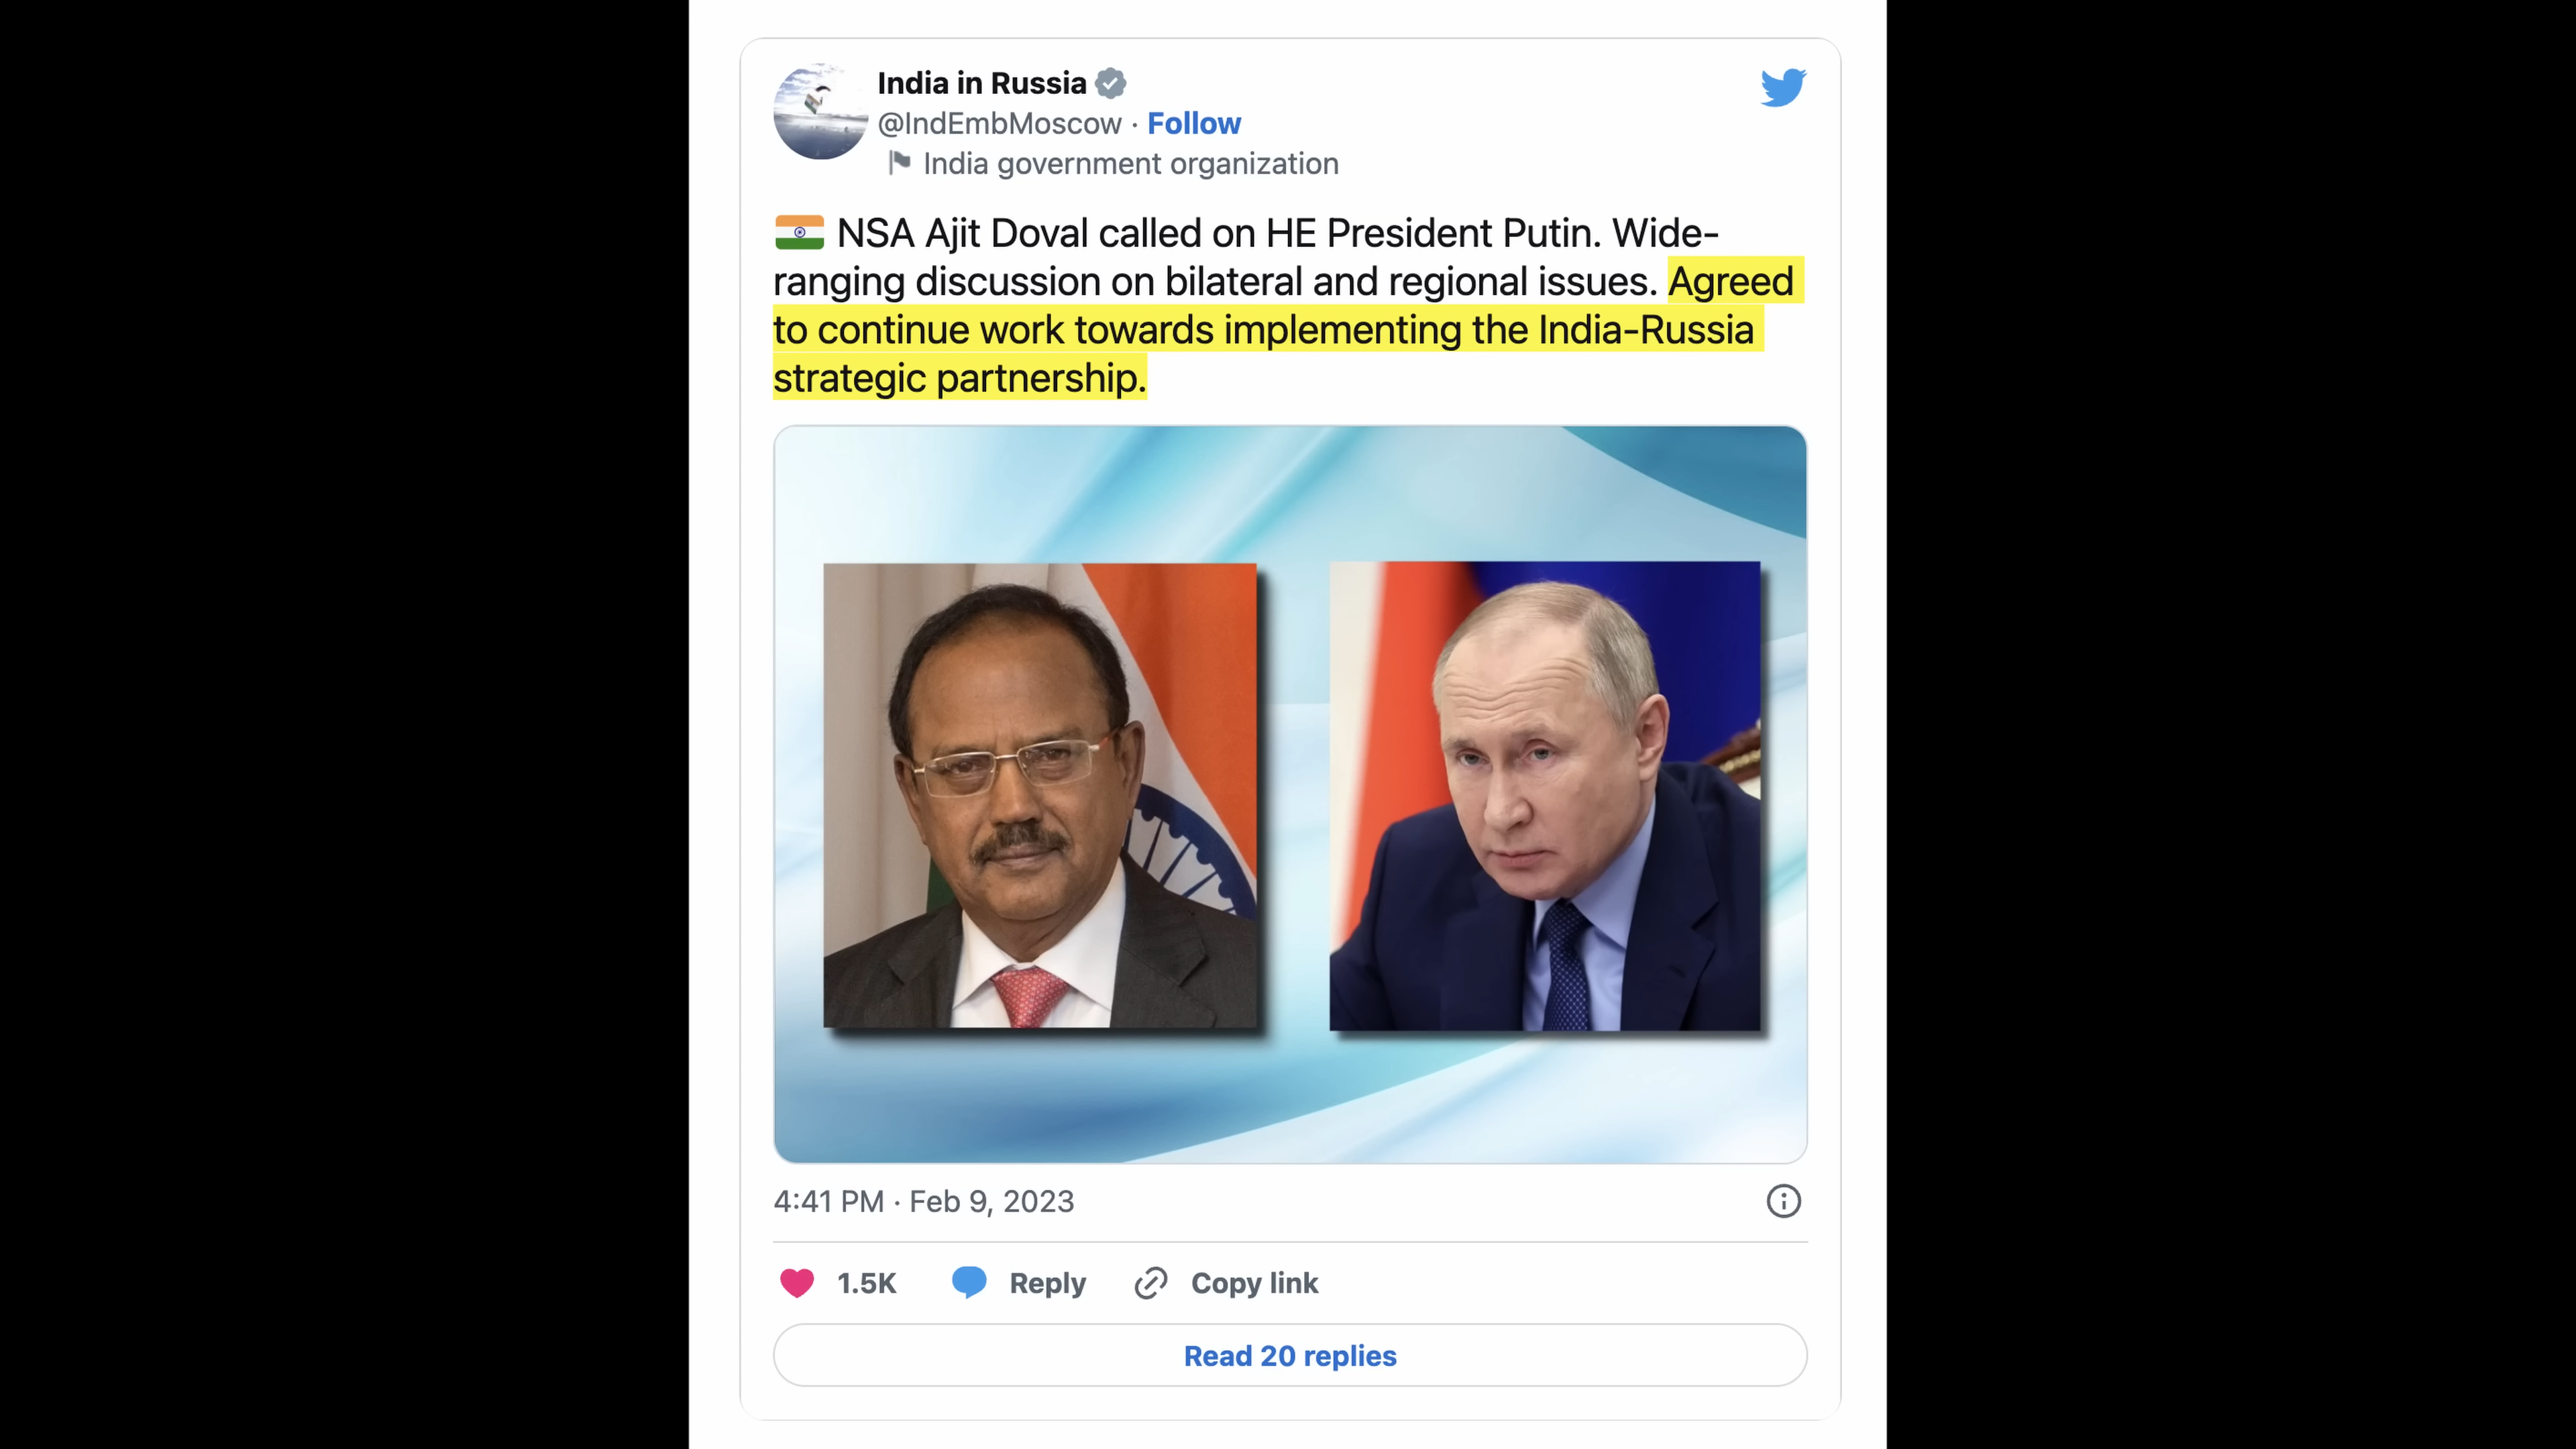 India in Russia
@IndEmbMoscow · Follow
India government organization
🇮🇳 NSA Ajit Doval called on HE President Putin. Wide-
ranging discussion on bilateral and regional issues. Agreed
to continue work towards implementing the India-Russia
strategic partnership.
4:41 PM · Feb 9, 2023
1.5K Reply Copy link
Read 20 replies